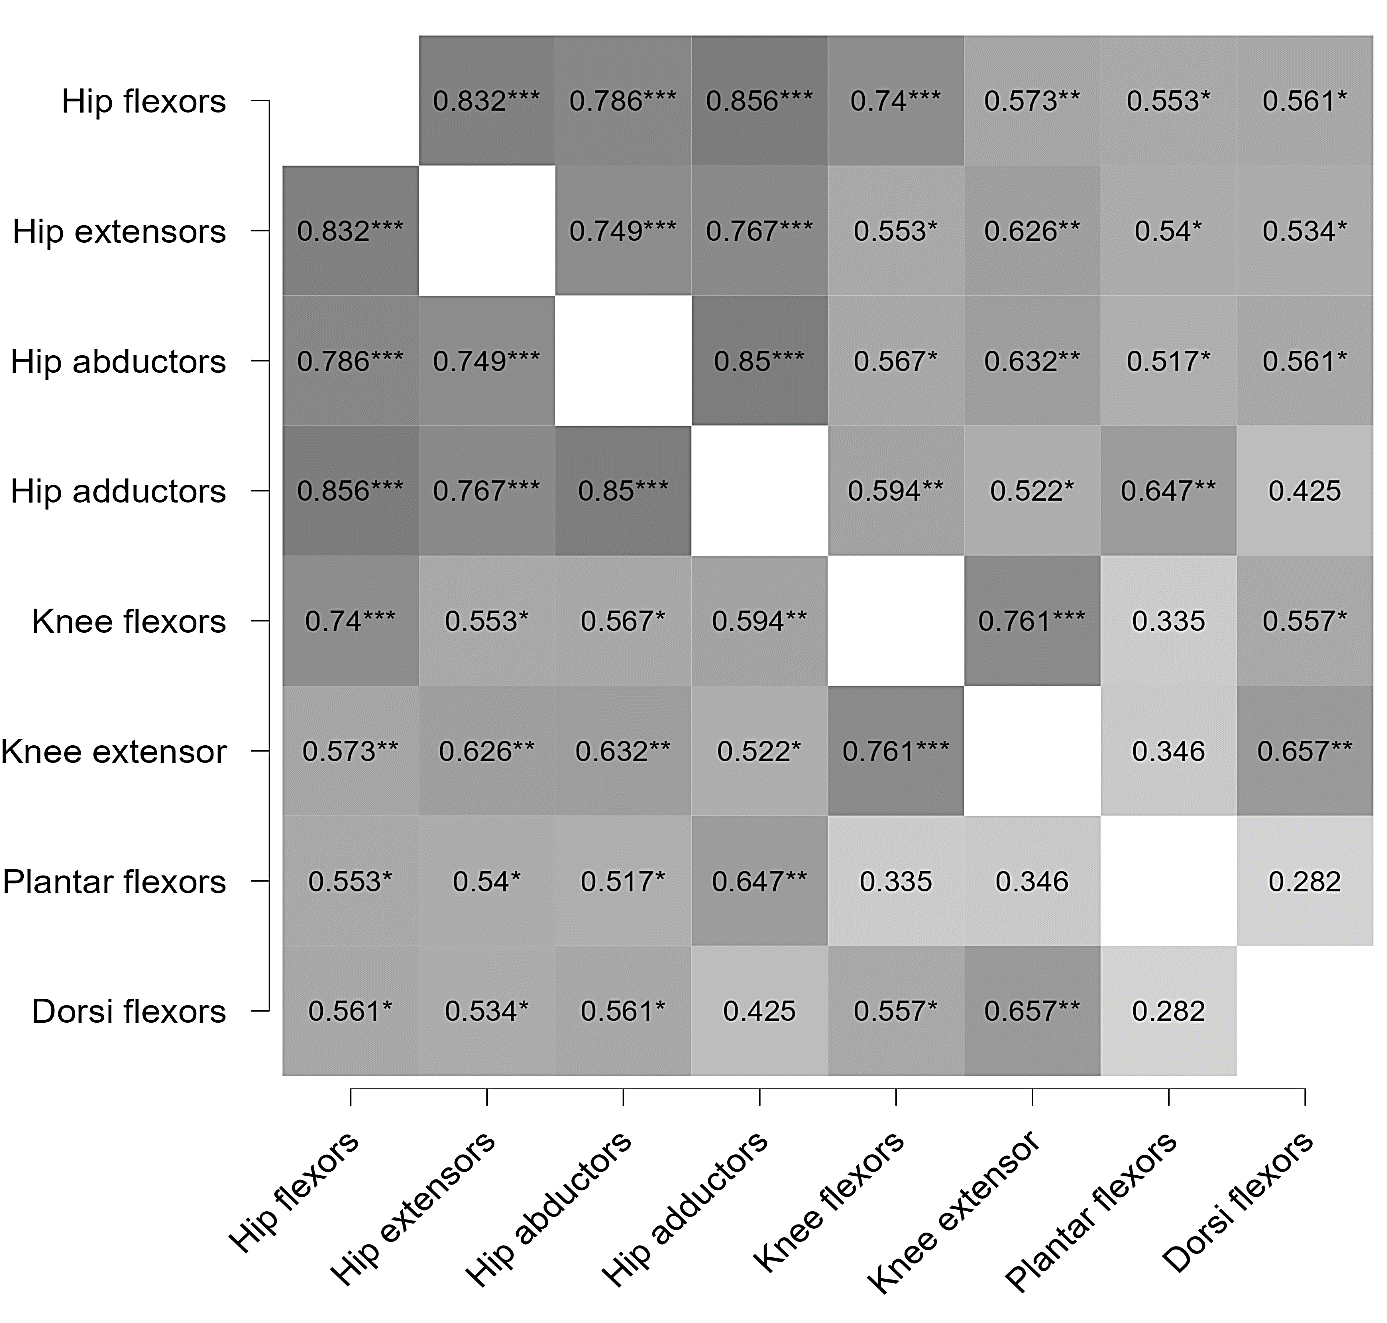 Hip flexors 0.832*** 0.786*** 0.856*** 0.74*** 0.573** 0.553* 0.561*
Hip extensors 0.832*** 0.749*** 0.767*** 0.553* 0.626** 0.54* 0.534*
Hip abductors 0.786*** 0.749*** 0.85*** 0.567* 0.632** 0.517* 0.561*
Hip adductors 0.856*** 0.767*** 0.85*** 0.594** 0.522* 0.647** 0.425
Knee flexors 0.74*** 0.553* 0.567* 0.594** 0.761*** 0.335 0.557*
Knee extensor 0.573** 0.626** 0.632** 0.522* 0.761*** 0.346 0.657**
Plantar flexors 0.553* 0.54* 0.517* 0.647** 0.335 0.346 0.282
Dorsi flexors 0.561* 0.534* 0.561* 0.425 0.557* 0.657** 0.282
Hip flexors
Hip extensors
Hip abductors
Hip adductors
Knee flexors
Knee extensor
Plantar flexors
Dorsi flexors